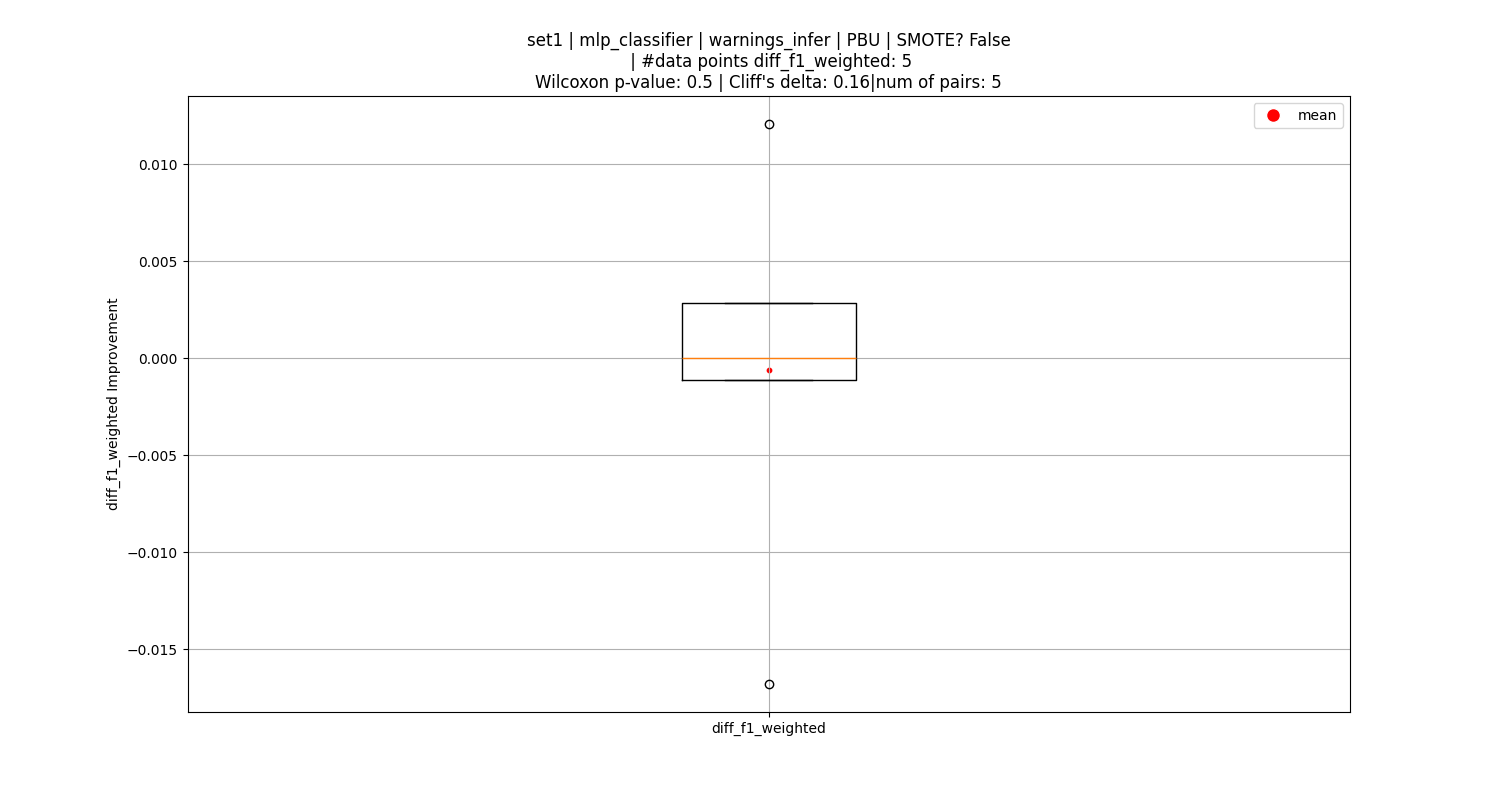 set1 | mlp_classifier | warnings_infer | PBU | SMOTE? False
| #data points diff_f1_weighted: 5
Wilcoxon p-value: 0.5 | Cliff's delta: 0.16|num of pairs: 5
mean
0.010
0.005
0.000
−0.005
−0.010
−0.015
diff_f1_weighted Improvement
diff_f1_weighted